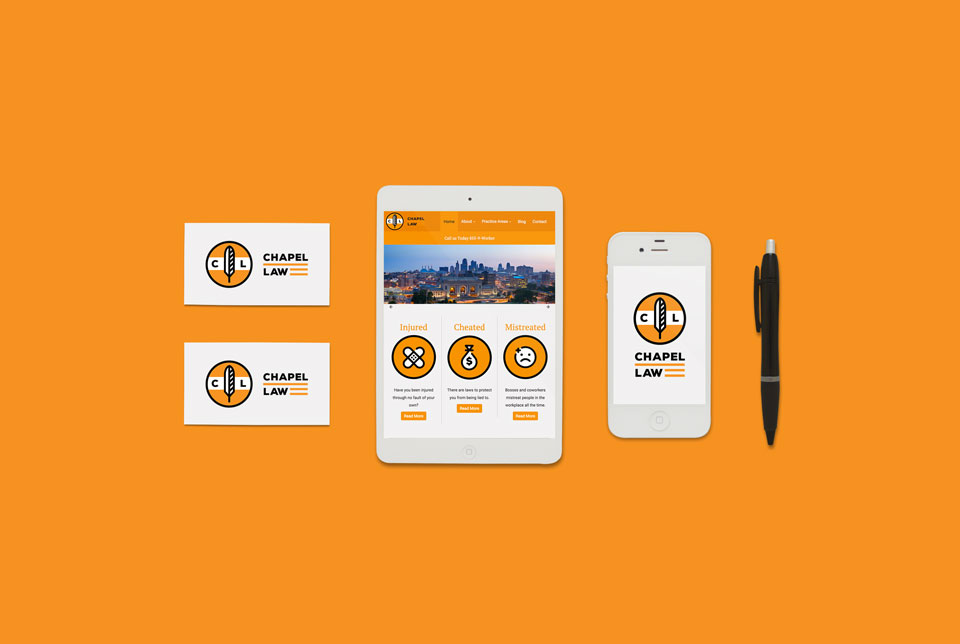 C L
CHAPEL
LAW
C L
CHAPEL
LAW
C L
CHAPEL
LAW
Home About Practice Areas Blog Contact
Call us Today
Injured Cheated Mistreated
$
Have you been injured
through no fault of your
own?
Read More
There are laws to protect
you from being lied to.
Read More
Bosses and coworkers
mistreat people in the
workplace all the time.
Read More
C L
CHAPEL
LAW